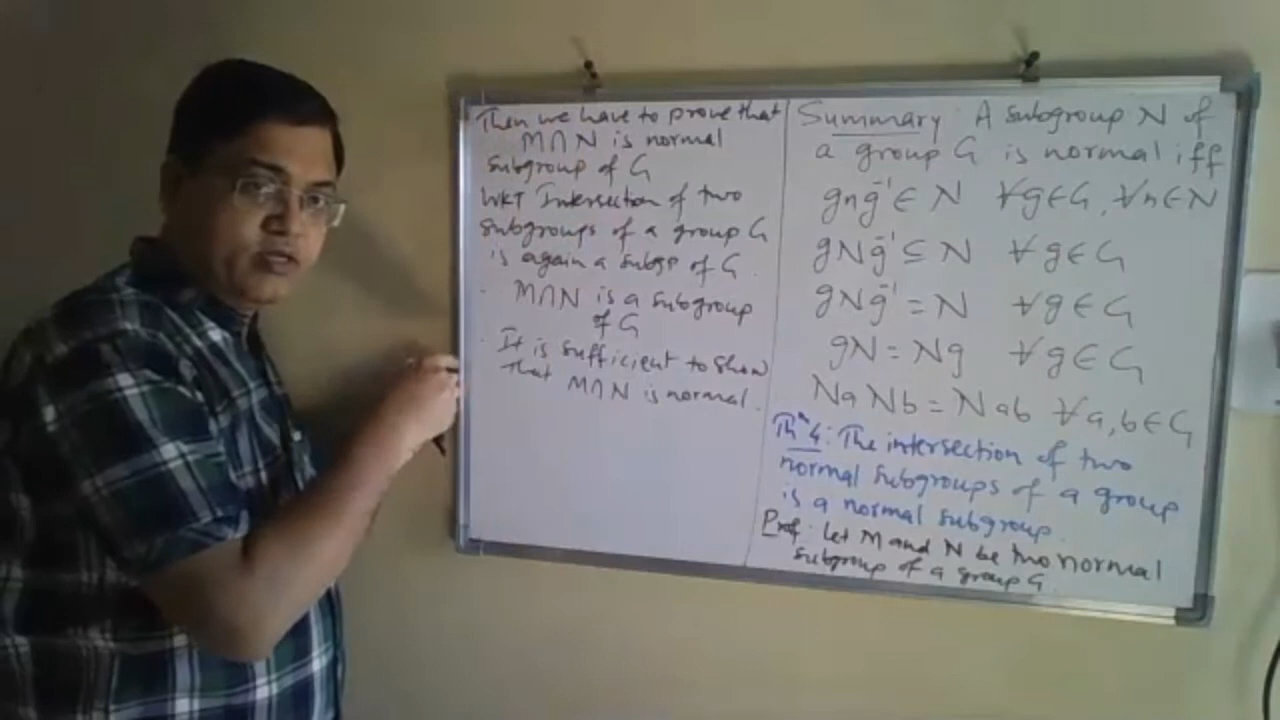 Then we have to prove that
M∩N is normal
subgroup of G
WKT Intersection of two
subgroups of a group G
is again a subgp of G.
∴ M∩N is a subgroup
of G
∴ It is sufficient to show
that M∩N is normal.
Summary: A subgroup N of
a group G is normal iff
gng⁻¹ ∈ N ∀g∈G, ∀n∈N
gNg⁻¹ ⊆ N ∀g∈G
gNg⁻¹ = N ∀g∈G
gN = Ng ∀g∈G
Na Nb = Nab ∀a,b∈G
Thᵐ 4: The intersection of two
normal subgroups of a group
is a normal subgroup.
Proof: Let M and N be two normal
subgroup of a group G.